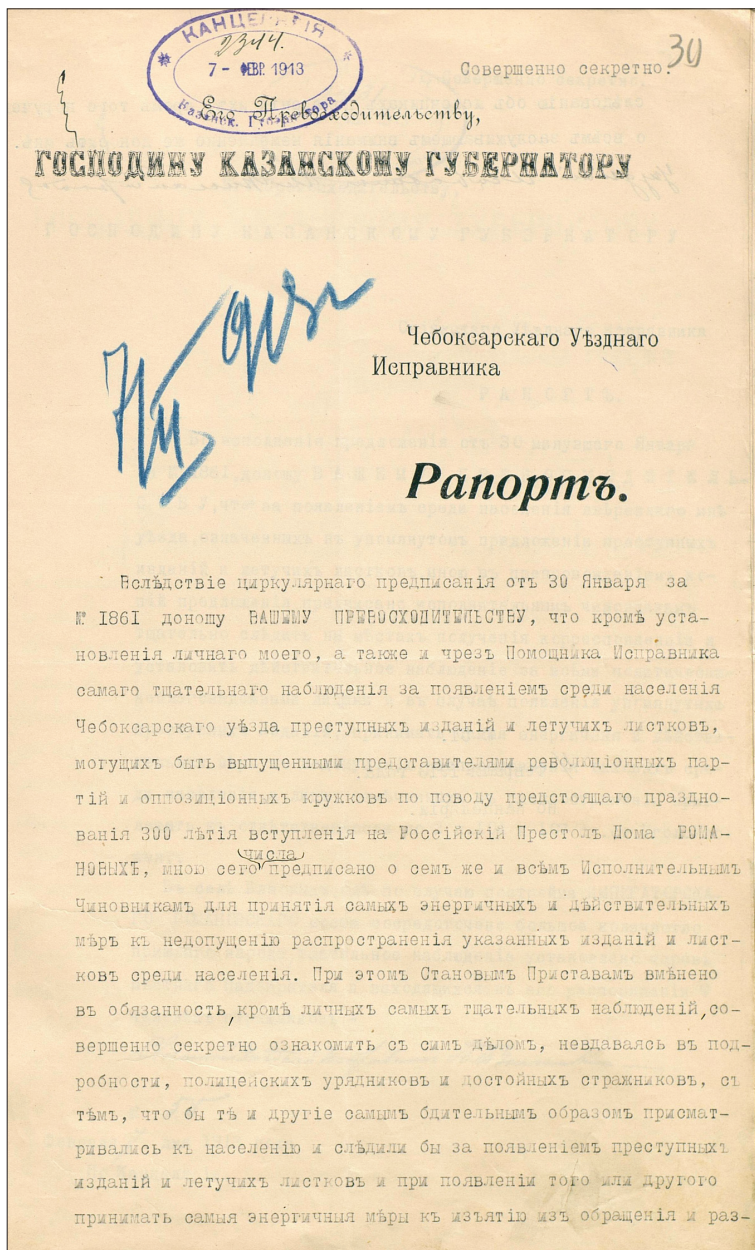 КАНЦЕЛЯРІЯ
2344.
7 - ФЕВР. 1913
Казанск. Губернатора
30
Совершенно секретно.
Его Превосходительству,
ГОСПОДИНУ КАЗАНСКОМУ ГУБЕРНАТОРУ
Чебоксарскаго Уѣзднаго
Исправника
Рапортъ.
Вслѣдствіе циркулярнаго предписанія отъ 30 Января за
№ 1861 доношу ВАШЕМУ ПРЕВОСХОДИТЕЛЬСТВУ, что кромѣ уста-
новленія личнаго моего, а также и чрезъ Помощника Исправника
самаго тщательнаго наблюденія за появленіемъ среди населенія
Чебоксарскаго уѣзда преступныхъ изданій и летучихъ листковъ,
могущихъ быть выпущенными представителями революціонныхъ пар-
тій и оппозиціонныхъ кружковъ по поводу предстоящаго праздно-
ванія 300 лѣтія вступленія на Россійскій Престолъ Дома РОМА-
НОВЫХЪ, мною сего числа предписано о семъ же и всѣмъ Исполнительнымъ
Чиновникамъ для принятія самыхъ энергичныхъ и дѣйствительныхъ
мѣръ къ недопущенію распространенія указанныхъ изданій и лист-
ковъ среди населенія. При этомъ Становымъ Приставамъ вмѣнено
въ обязанность, кромѣ личныхъ самыхъ тщательныхъ наблюденій, со-
вершенно секретно ознакомить съ симъ дѣломъ, невдаваясь въ под-
робности, полицейскихъ урядниковъ и достойныхъ стражниковъ, съ
тѣмъ, что бы тѣ и другіе самымъ бдительнымъ образомъ присмат-
ривались къ населенію и слѣдили бы за появленіемъ преступныхъ
изданій и летучихъ листковъ и при появленіи того или другого
принимать самыя энергичныя мѣры къ изъятію изъ обращенія и раз-